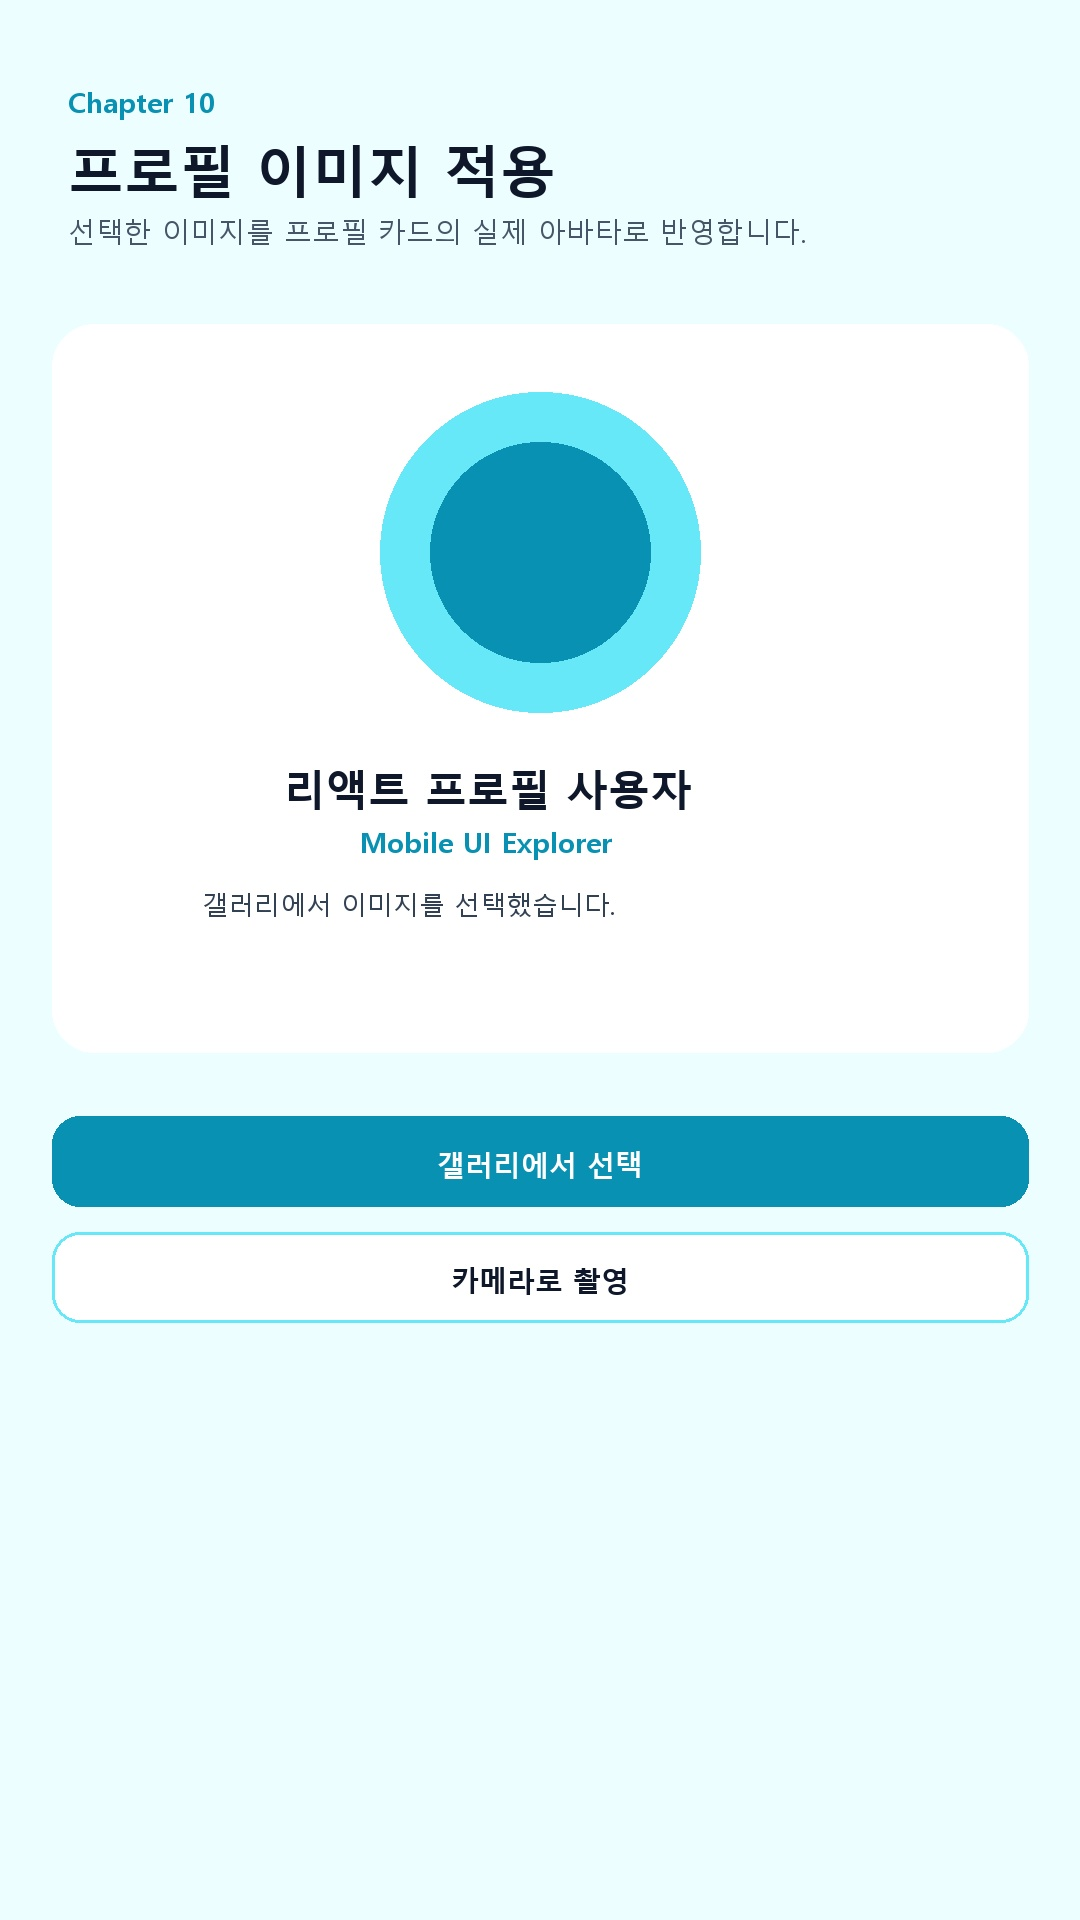 Chapter 10
프로필 이미지 적용
선택한 이미지를 프로필 카드의 실제 아바타로 반영합니다.
리액트 프로필 사용자
Mobile UI Explorer
갤러리에서 이미지를 선택했습니다.
갤러리에서 선택
카메라로 촬영